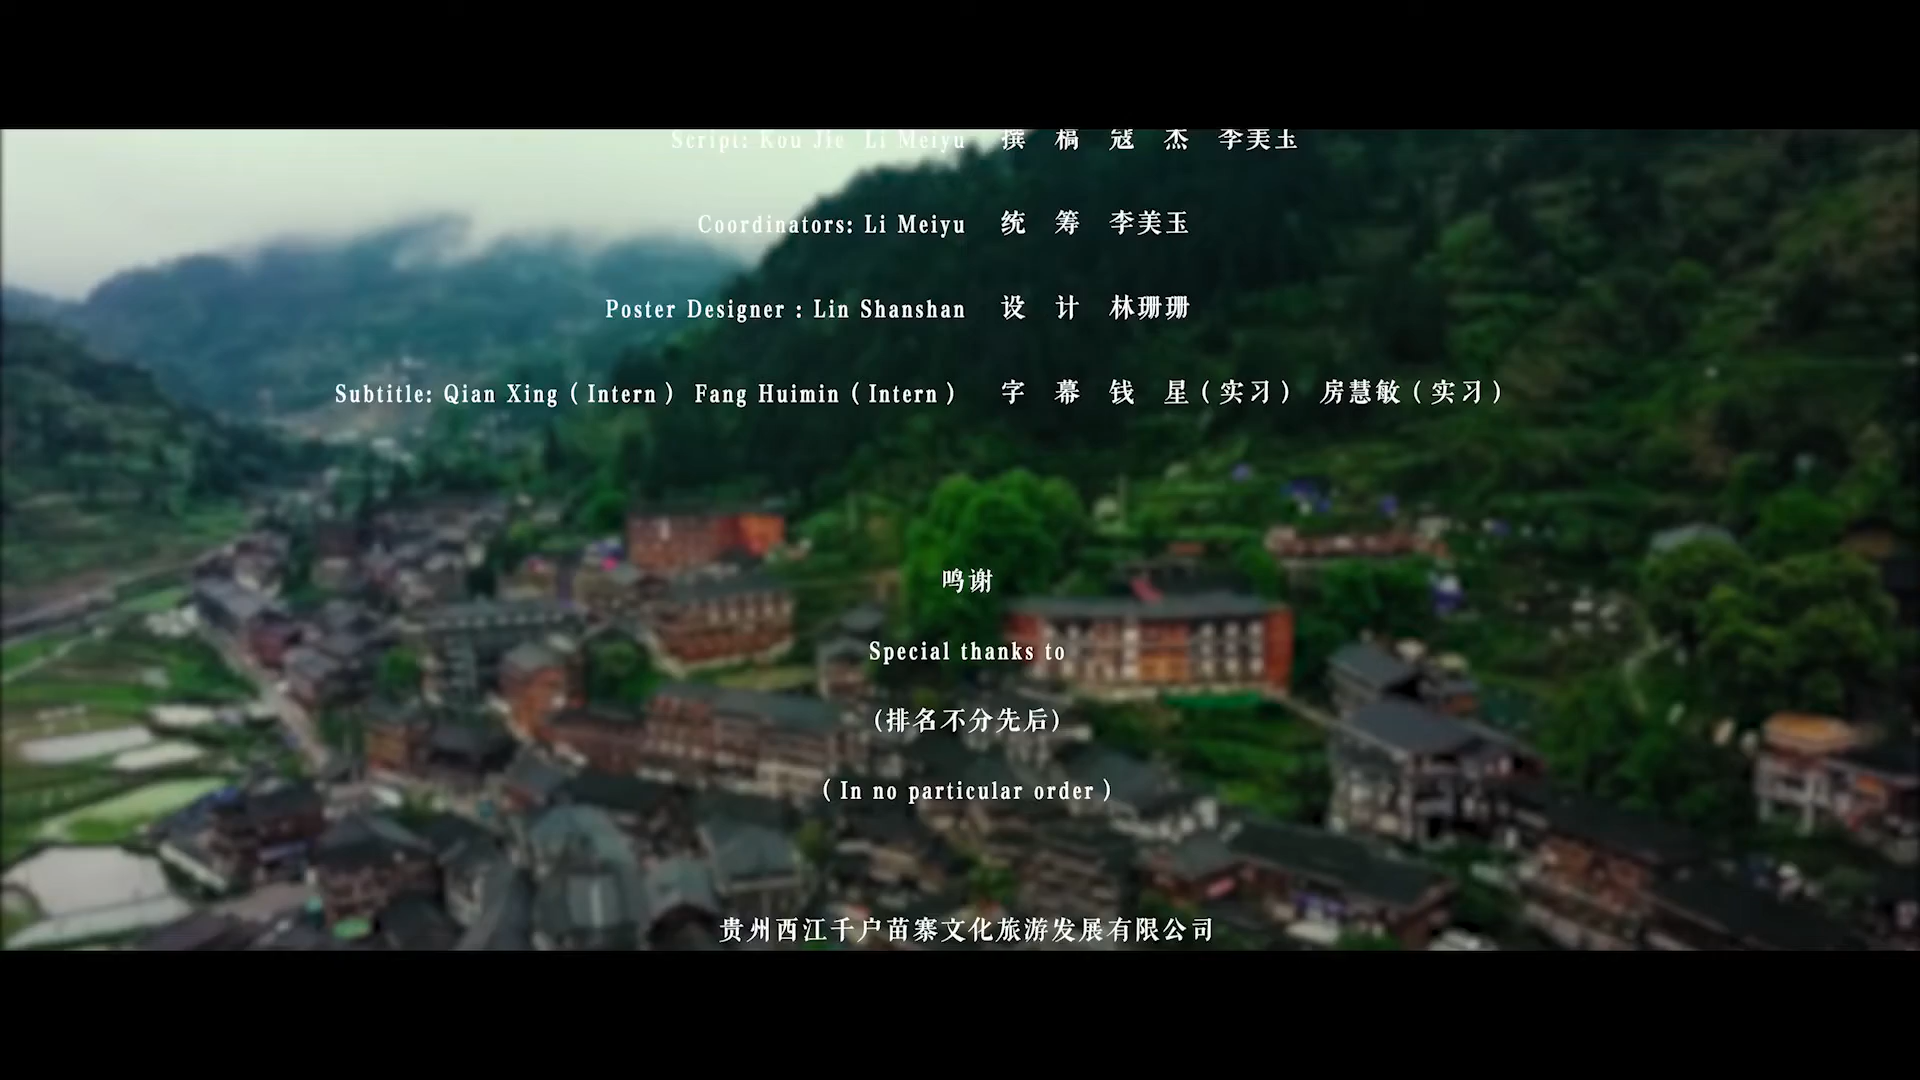 Script: Kou Jie Li Meiyu 撰 稿 寇 杰 李美玉
Coordinators: Li Meiyu 统 筹 李美玉
Poster Designer : Lin Shanshan 设 计 林珊珊
Subtitle: Qian Xing (Intern) Fang Huimin (Intern) 字 幕 钱 星(实习) 房慧敏(实习)
鸣谢
Special thanks to
(排名不分先后)
(In no particular order)
贵州西江千户苗寨文化旅游发展有限公司